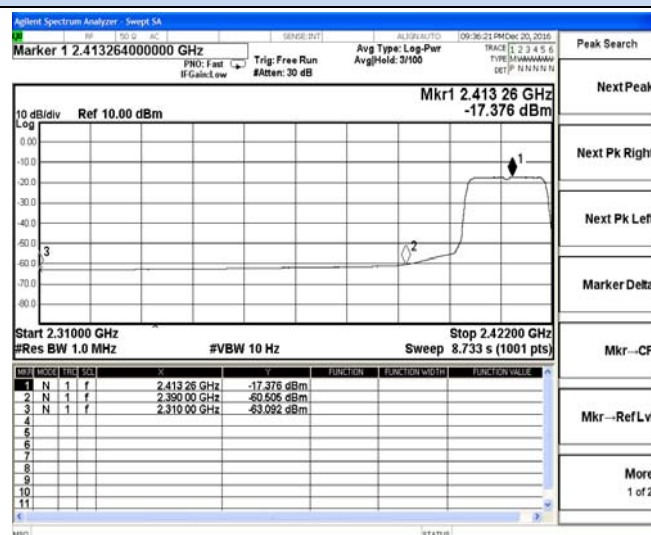 Agilent Spectrum Analyzer - Swept SA
RF 50 Ω AC SENSE:INT ALIGN AUTO 09:36:21 PM Dec 20, 2016
Marker 1 2.413264000000 GHz
PNO: Fast
IFGain:Low
Trig: Free Run
#Atten: 30 dB
Avg Type: Log-Pwr
Avg|Hold: 3/100
TRACE 1 2 3 4 5 6
TYPE
DET P N N N N N
Peak Search
Mkr1 2.413 26 GHz
-17.376 dBm
10 dB/div Ref 10.00 dBm
Log
0.00
-10.0
-20.0
-30.0
-40.0
-50.0
-60.0
-70.0
-80.0
1
2
3
Start 2.31000 GHz Stop 2.42200 GHz
#Res BW 1.0 MHz #VBW 10 Hz Sweep 8.733 s (1001 pts)
MKR MODE TRC SCL X Y FUNCTION FUNCTION WIDTH FUNCTION VALUE
1 N 1 f 2.413 26 GHz -17.376 dBm
2 N 1 f 2.390 00 GHz -60.505 dBm
3 N 1 f 2.310 00 GHz -63.092 dBm
4
5
6
7
8
9
10
11
MSG STATUS
Next Peak
Next Pk Right
Next Pk Left
Marker Delta
Mkr→CF
Mkr→Ref Lvl
More
1 of 2